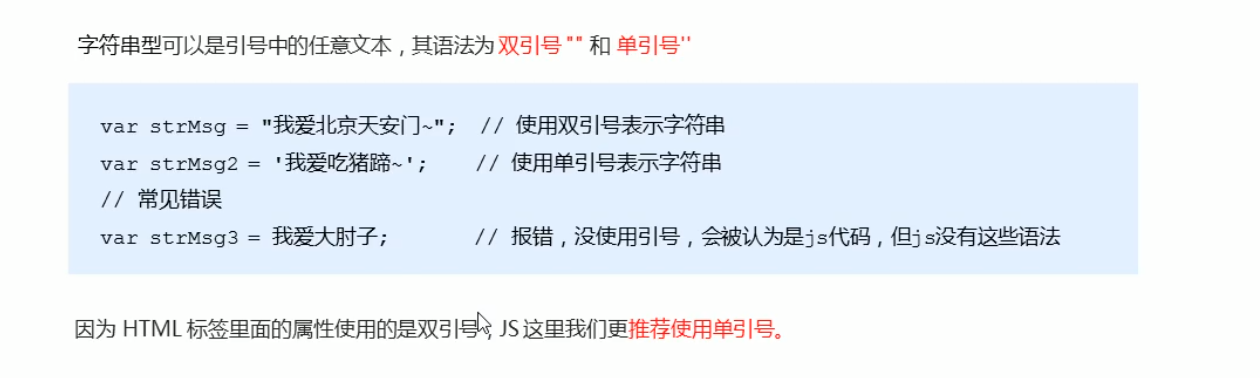 字符串型可以是引号中的任意文本，其语法为 双引号 "" 和 单引号''
var strMsg = "我爱北京天安门~";  // 使用双引号表示字符串
var strMsg2 = '我爱吃猪蹄~';    // 使用单引号表示字符串
// 常见错误
var strMsg3 = 我爱大肘子;       // 报错，没使用引号，会被认为是js代码，但js没有这些语法
因为 HTML 标签里面的属性使用的是双引号，JS 这里我们更推荐使用单引号。